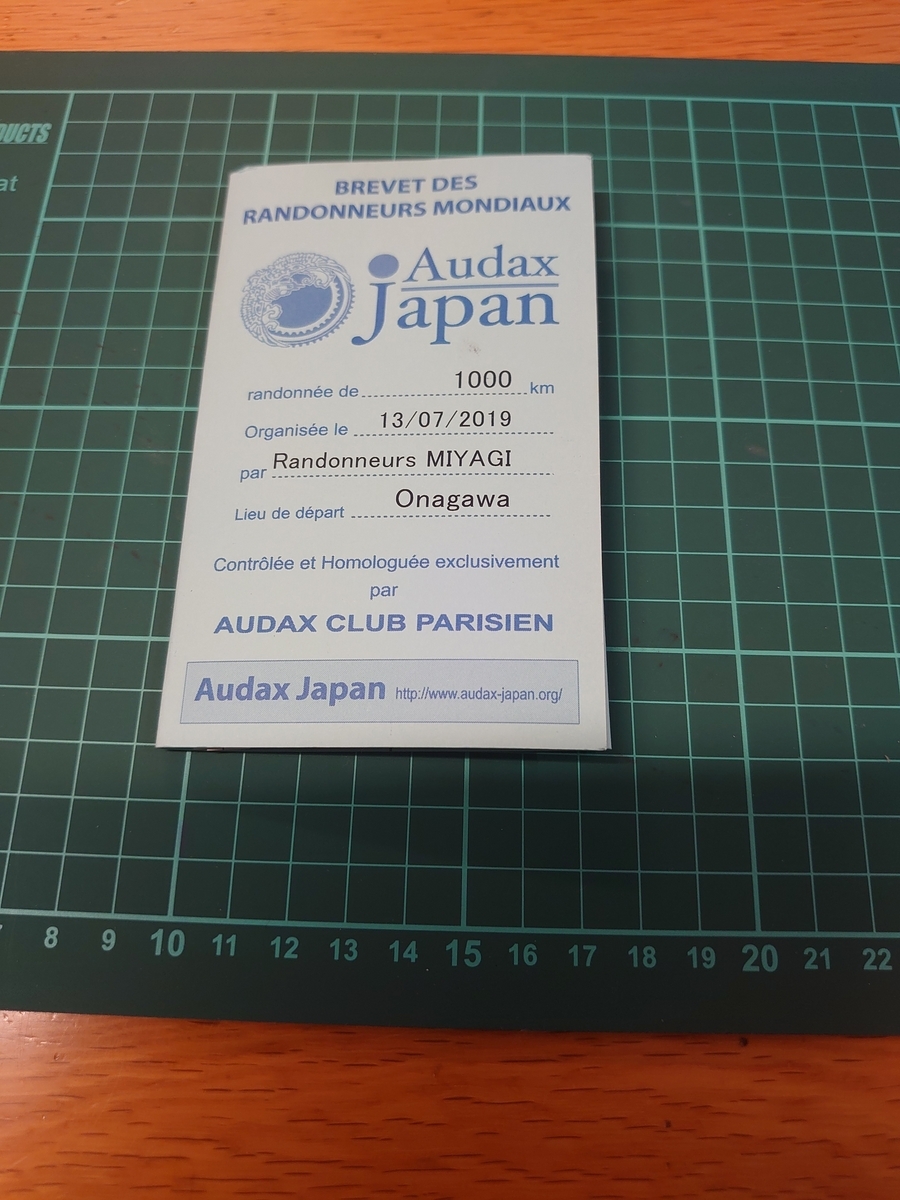 DUCTS
at
BREVET DES
RANDONNEURS MONDIAUX
Audax
Japan
randonnée de 1000 km
Organisée le 13/07/2019
par Randonneurs MIYAGI
Lieu de départ Onagawa
Contrôlée et Homologuée exclusivement
par
AUDAX CLUB PARISIEN
Audax Japan http://www.audax-japan.org/
8 9 10 11 12 13 14 15 16 17 18 19 20 21 22